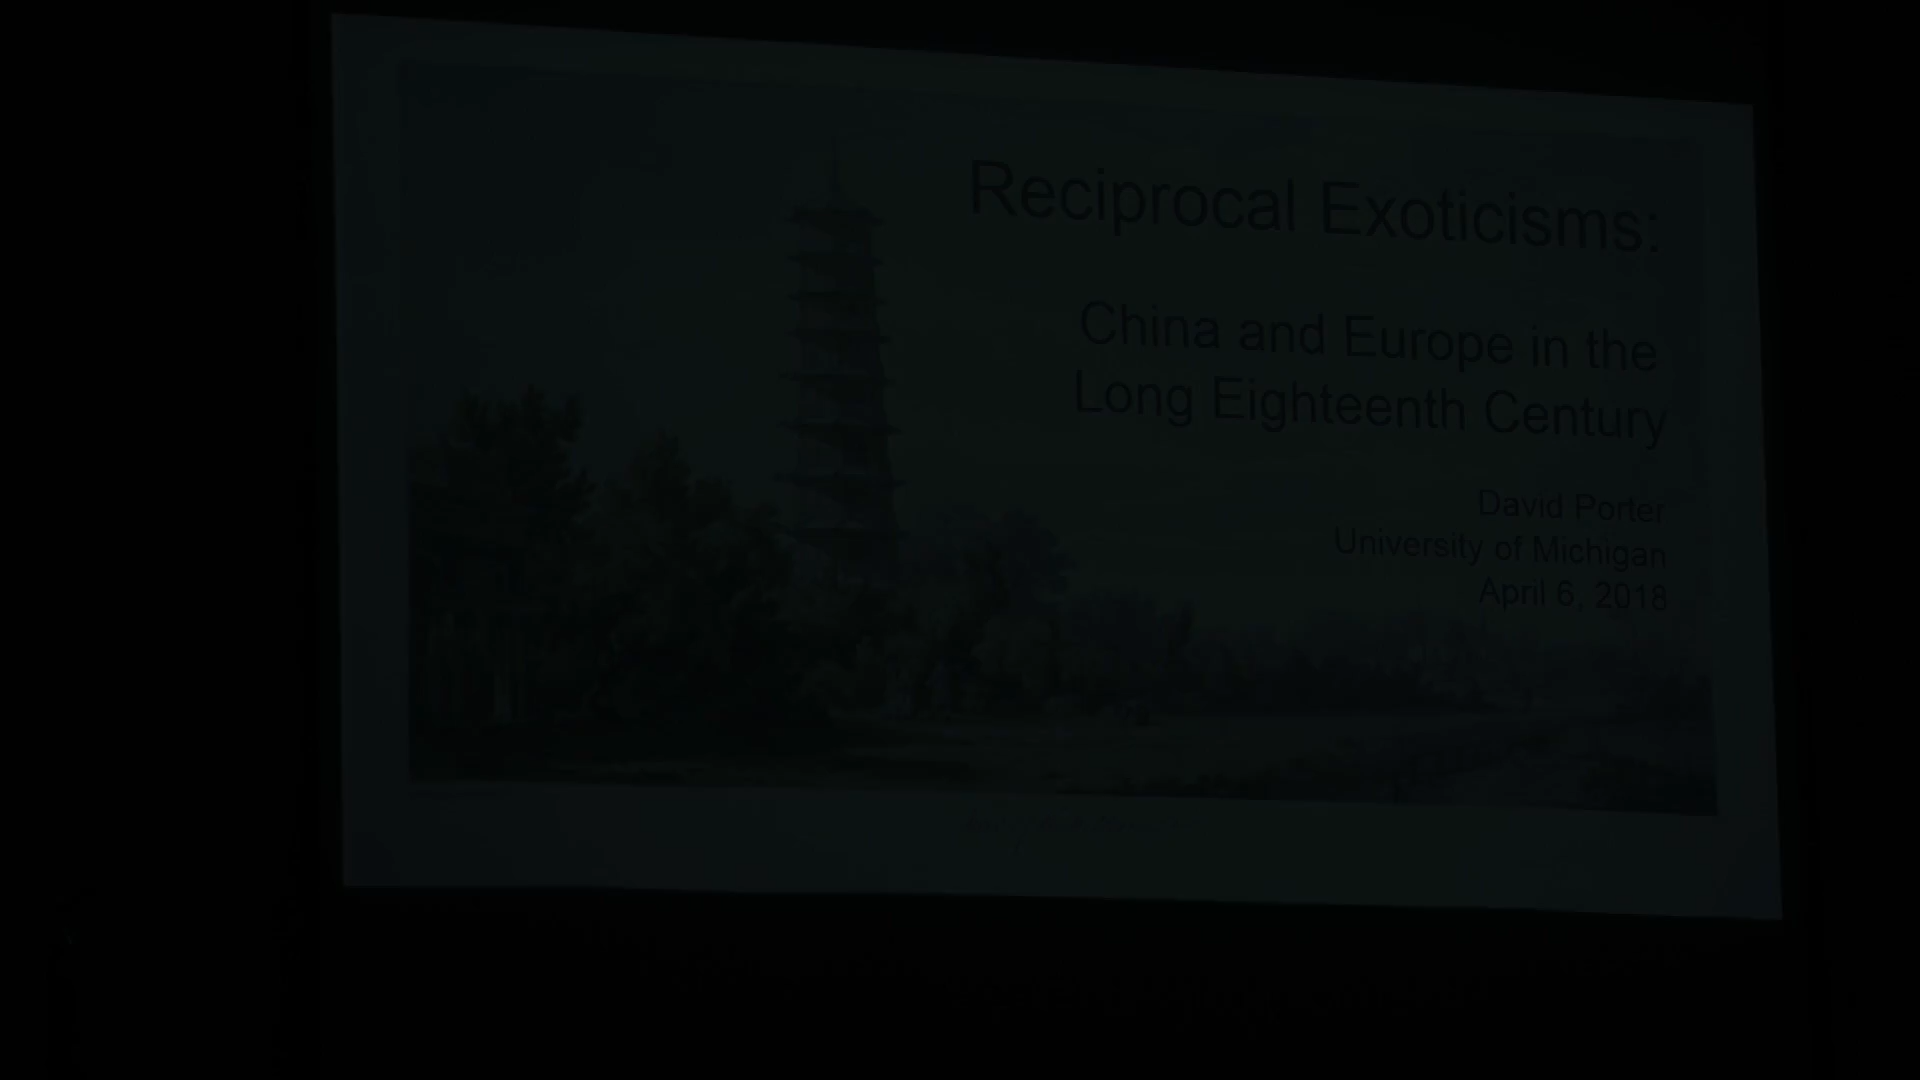 Reciprocal Exoticisms:
China and Europe in the
Long Eighteenth Century
David Porter
University of Michigan
April 6, 2018